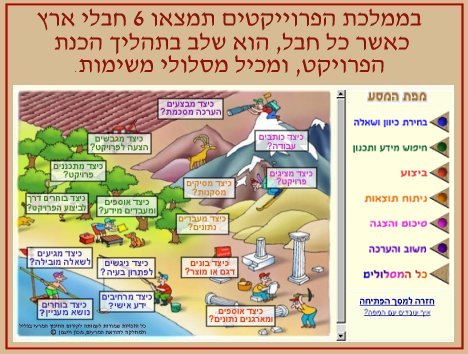 בממלכת הפרוייקטים תמצאו 6 חבלי ארץ
כאשר כל חבל, הוא שלב בתהליך הכנת
הפרויקט, ומכיל מסלולי משימות.
מפת המסע
בחירת כיוון ושאלה
חיפוש מידע ותכנון
ביצוע
ניתוח תוצאות
סיכום והצגה
משוב והערכה
כל המסלולים
חזרה למסך הפתיחה
איך עובדים עם המפה?
כיצד מבצעים
הערכה מסכמת?
כיצד מגבשים
הצעה לפרויקט?
כיצד כותבים
עבודה?
כיצד מתכננים
פרויקט?
כיצד מציגים
פרויקט?
כיצד מסיקים
מסקנות?
כיצד בוחרים דרך
לביצוע הפרויקט?
כיצד אוספים
ומעבדים מידע?
כיצד מעבדים
נתונים?
כיצד מגיעים
לשאלה מובילה?
כיצד ניגשים
לפתרון בעיה?
כיצד בונים
דגם או מוצר?
כיצד בוחרים
נושא מעניין?
כיצד מרחיבים
ידע אישי?
כיצד אוספים
ומארגנים נתונים?